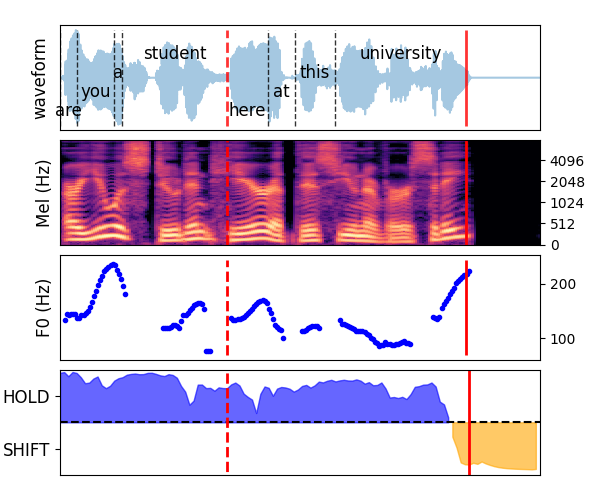 waveform
student
university
a
this
you
at
are
here
Mel (Hz)
4096
2048
1024
512
0
F0 (Hz)
200
100
HOLD
SHIFT